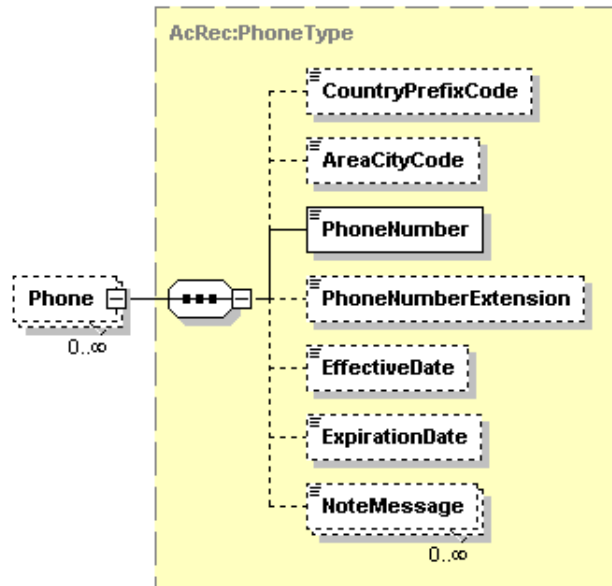 AcRec:PhoneType
CountryPrefixCode
AreaCityCode
PhoneNumber
Phone
0..∞
PhoneNumberExtension
EffectiveDate
ExpirationDate
NoteMessage
0..∞